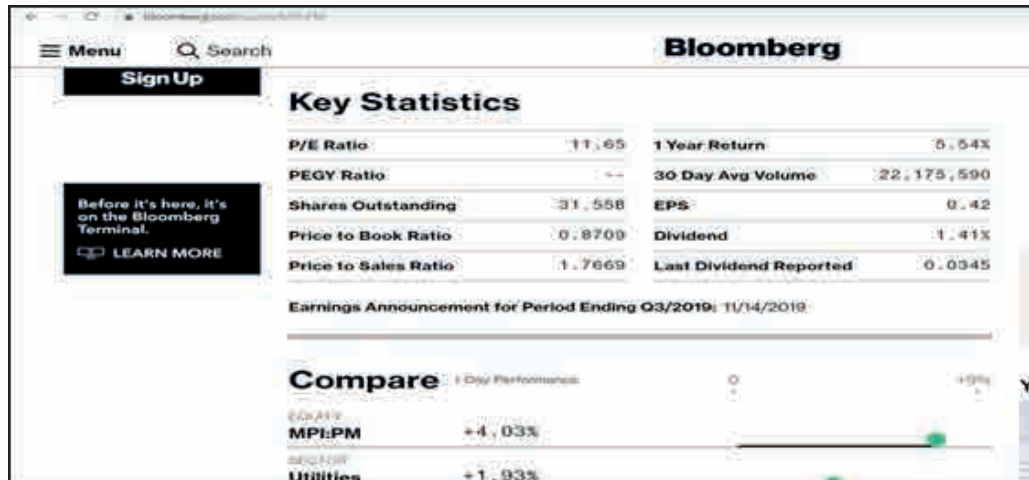 Menu
Search
Bloomberg
Sign Up
Key Statistics
P/E Ratio 11.65
1 Year Return 5.54%
PEGY Ratio --
30 Day Avg Volume 22,175,590
Before it's here, it's
on the Bloomberg
Terminal.
LEARN MORE
Shares Outstanding 31.558
EPS 0.42
Price to Book Ratio 0.8709
Dividend 1.41%
Price to Sales Ratio 1.7669
Last Dividend Reported 0.0345
Earnings Announcement for Period Ending Q3/2019: 11/14/2019
Compare 1 Day Performance 0 +9%
EQUITY
MPI:PM +4.03%
SECTOR
Utilities +1.93%